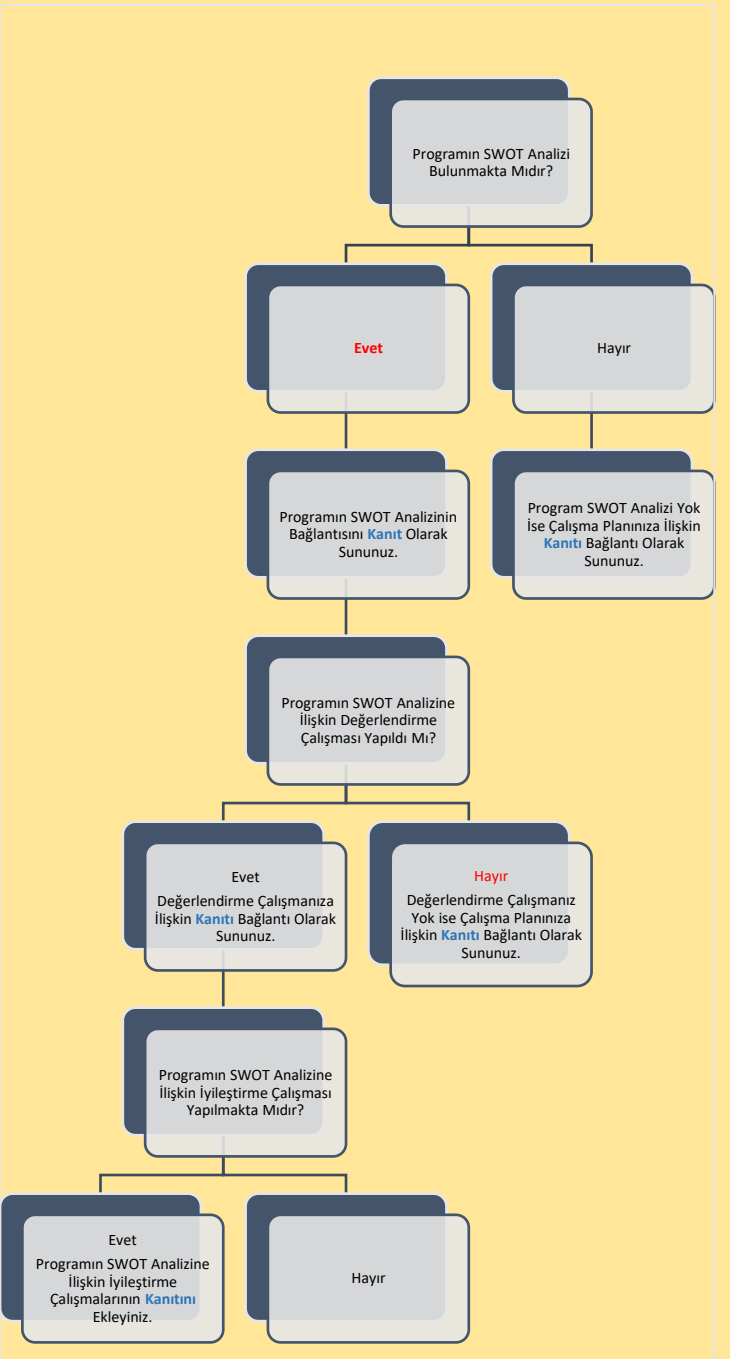 Programın SWOT Analizi
Bulunmakta Mıdır?
Evet
Hayır
Programın SWOT Analizinin
Bağlantısını Kanıt Olarak
Sununuz.
Program SWOT Analizi Yok
İse Çalışma Planınıza İlişkin
Kanıtı Bağlantı Olarak
Sununuz.
Programın SWOT Analizine
İlişkin Değerlendirme
Çalışması Yapıldı Mı?
Evet
Değerlendirme Çalışmanıza
İlişkin Kanıtı Bağlantı Olarak
Sununuz.
Hayır
Değerlendirme Çalışmanız
Yok ise Çalışma Planınıza
İlişkin Kanıtı Bağlantı Olarak
Sununuz.
Programın SWOT Analizine
İlişkin İyileştirme Çalışması
Yapılmakta Mıdır?
Evet
Programın SWOT Analizine
İlişkin İyileştirme
Çalışmalarının Kanıtını
Ekleyiniz.
Hayır